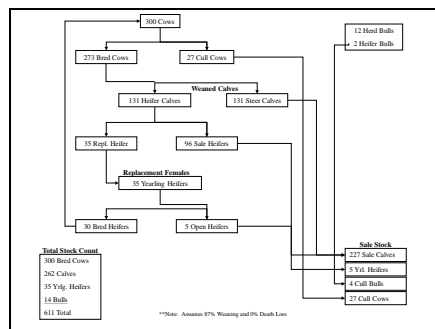 300 Cows
12 Herd Bulls
2 Heifer Bulls
273 Bred Cows
27 Cull Cows
Weaned Calves
131 Heifer Calves
131 Steer Calves
35 Repl. Heifer
96 Sale Heifers
Replacement Females
35 Yearling Heifers
30 Bred Heifers
5 Open Heifers
Total Stock Count
300 Bred Cows
262 Calves
35 Yrlg. Heifers
14 Bulls
611 Total
Sale Stock
227 Sale Calves
5 Yrl. Heifers
4 Cull Bulls
27 Cull Cows
**Note: Assumes 87% Weaning and 0% Death Loss